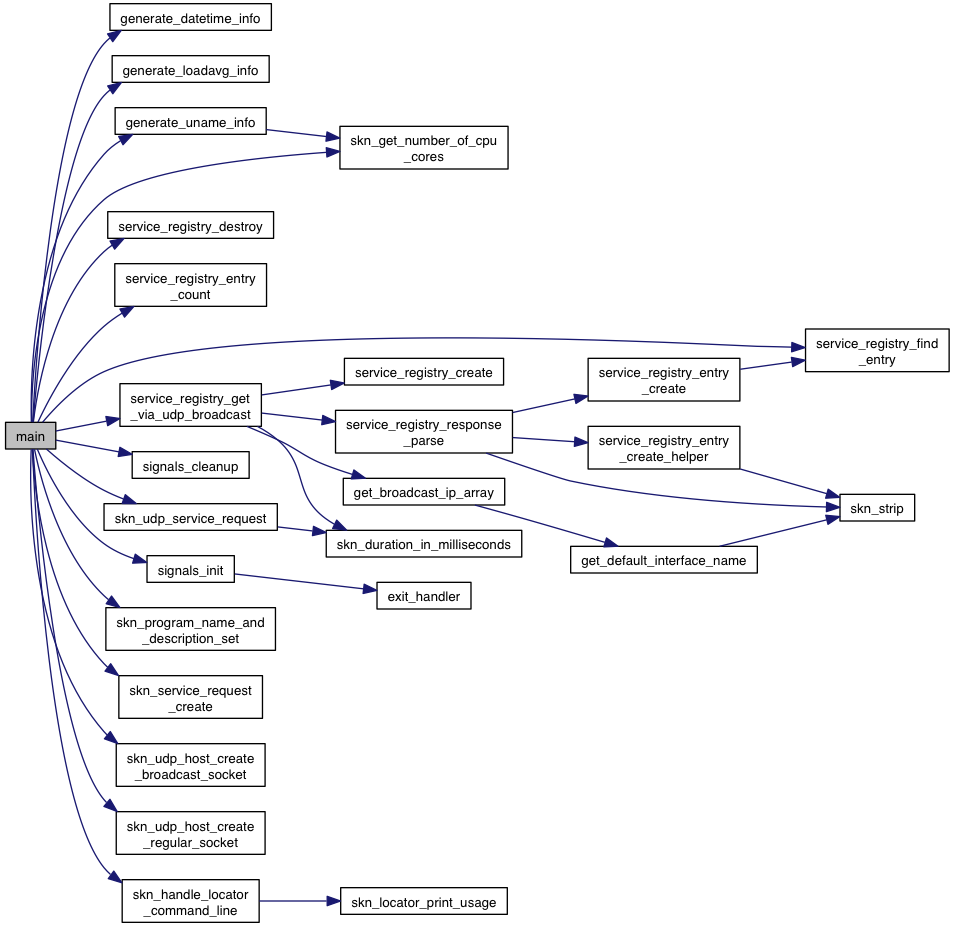 generate_datetime_info
generate_loadavg_info
generate_uname_info
skn_get_number_of_cpu
_cores
service_registry_destroy
service_registry_entry
_count
service_registry_find
_entry
service_registry_create
service_registry_entry
_create
service_registry_get
_via_udp_broadcast
service_registry_response
_parse
main
service_registry_entry
_create_helper
signals_cleanup
get_broadcast_ip_array
skn_strip
skn_udp_service_request
skn_duration_in_milliseconds
get_default_interface_name
signals_init
exit_handler
skn_program_name_and
_description_set
skn_service_request
_create
skn_udp_host_create
_broadcast_socket
skn_udp_host_create
_regular_socket
skn_handle_locator
_command_line
skn_locator_print_usage